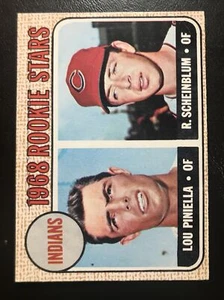 1968 ROOKIE STARS
INDIANS
R. SCHEINBLUM • OF
LOU PINIELLA • OF